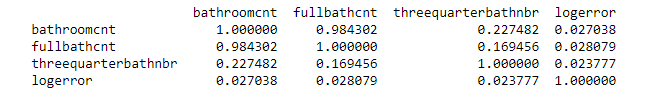 bathroomcnt fullbathcnt threequarterbathnbr logerror
bathroomcnt 1.000000 0.984302 0.227482 0.027038
fullbathcnt 0.984302 1.000000 0.169456 0.028079
threequarterbathnbr 0.227482 0.169456 1.000000 0.023777
logerror 0.027038 0.028079 0.023777 1.000000